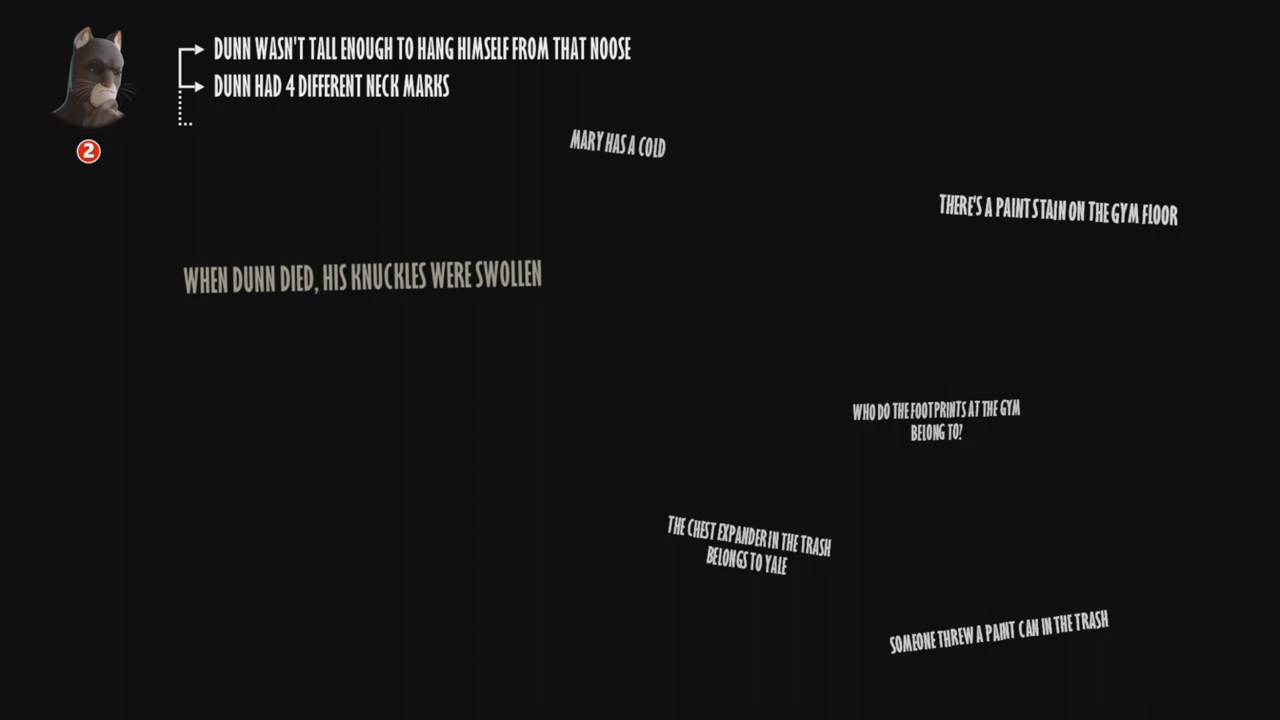 DUNN WASN'T TALL ENOUGH TO HANG HIMSELF FROM THAT NOOSE
DUNN HAD 4 DIFFERENT NECK MARKS
2
MARY HAS A COLD
THERE'S A PAINT STAIN ON THE GYM FLOOR
WHEN DUNN DIED, HIS KNUCKLES WERE SWOLLEN
WHO DO THE FOOTPRINTS AT THE GYM
BELONG TO?
THE CHEST EXPANDER IN THE TRASH
BELONGS TO YALE
SOMEONE THREW A PAINT CAN IN THE TRASH